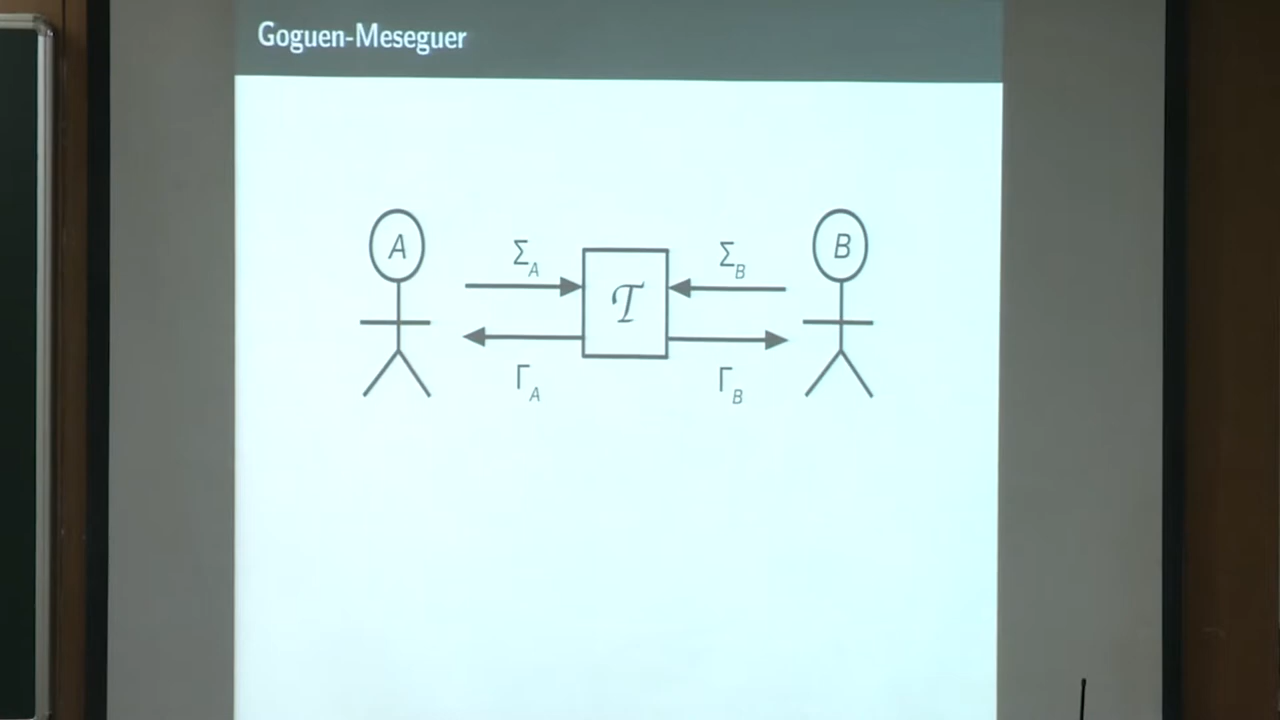 Goguen-Meseguer
A Σ_A 𝒯 Σ_B B
Γ_A Γ_B